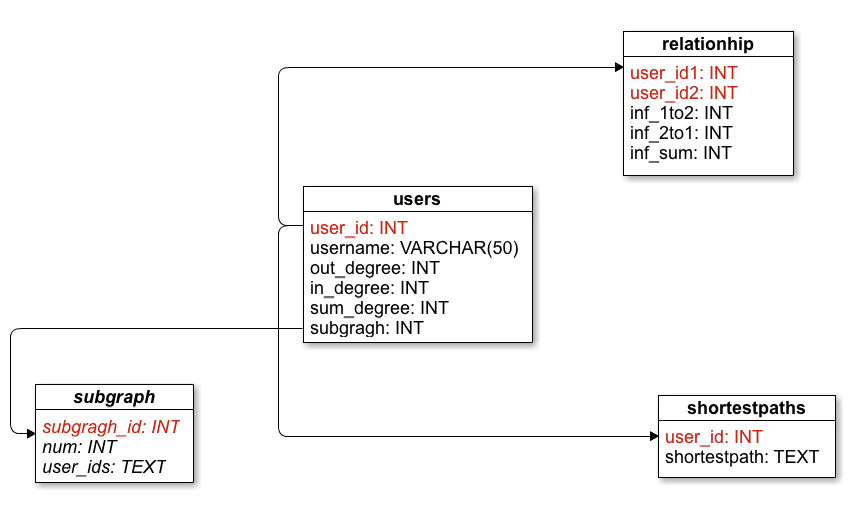 relationhip
user_id1: INT
user_id2: INT
inf_1to2: INT
inf_2to1: INT
inf_sum: INT
users
user_id: INT
username: VARCHAR(50)
out_degree: INT
in_degree: INT
sum_degree: INT
subgragh: INT
subgraph
subgragh_id: INT
num: INT
user_ids: TEXT
shortestpaths
user_id: INT
shortestpath: TEXT